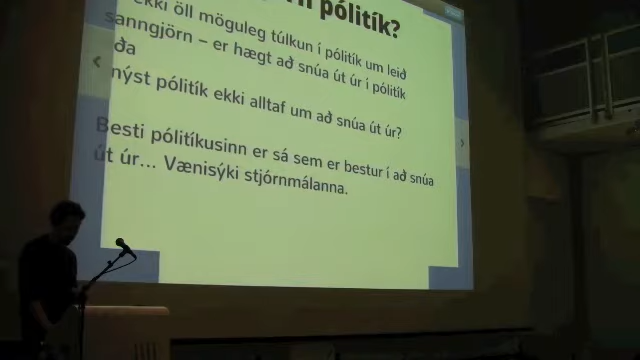 pólitík?
ekki öll möguleg túlkun í pólitík um leið
sanngjörn – er hægt að snúa út úr í pólitík
ða
nýst pólitík ekki alltaf um að snúa út úr?
Besti pólitíkusinn er sá sem er bestur í að snúa
út úr... Vænisýki stjórnmálanna.